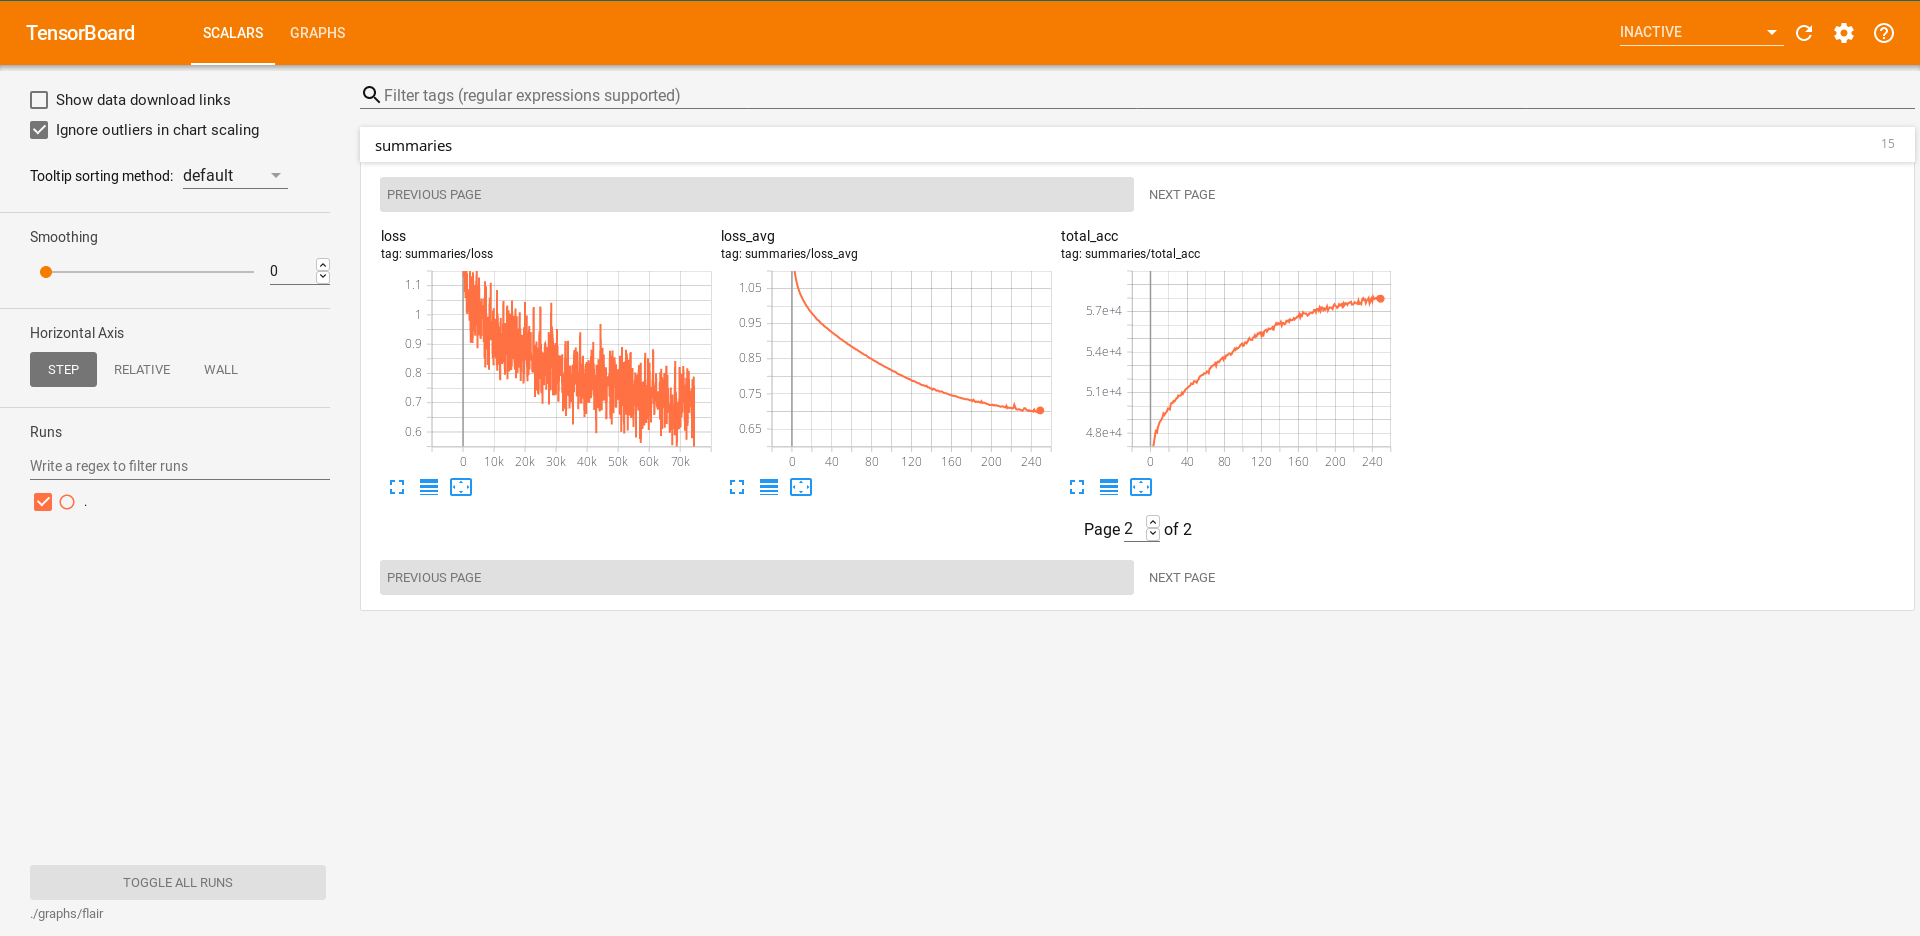 TensorBoard
SCALARS
GRAPHS
INACTIVE
Show data download links
Ignore outliers in chart scaling
Tooltip sorting method: default
Smoothing
0
Horizontal Axis
STEP
RELATIVE
WALL
Runs
Write a regex to filter runs
.
TOGGLE ALL RUNS
./graphs/flair
Filter tags (regular expressions supported)
summaries
15
PREVIOUS PAGE
NEXT PAGE
loss
tag: summaries/loss
1.1
1
0.9
0.8
0.7
0.6
0 10k 20k 30k 40k 50k 60k 70k
loss_avg
tag: summaries/loss_avg
1.05
0.95
0.85
0.75
0.65
0 40 80 120 160 200 240
total_acc
tag: summaries/total_acc
5.7e+4
5.4e+4
5.1e+4
4.8e+4
0 40 80 120 160 200 240
Page 2 of 2
PREVIOUS PAGE
NEXT PAGE